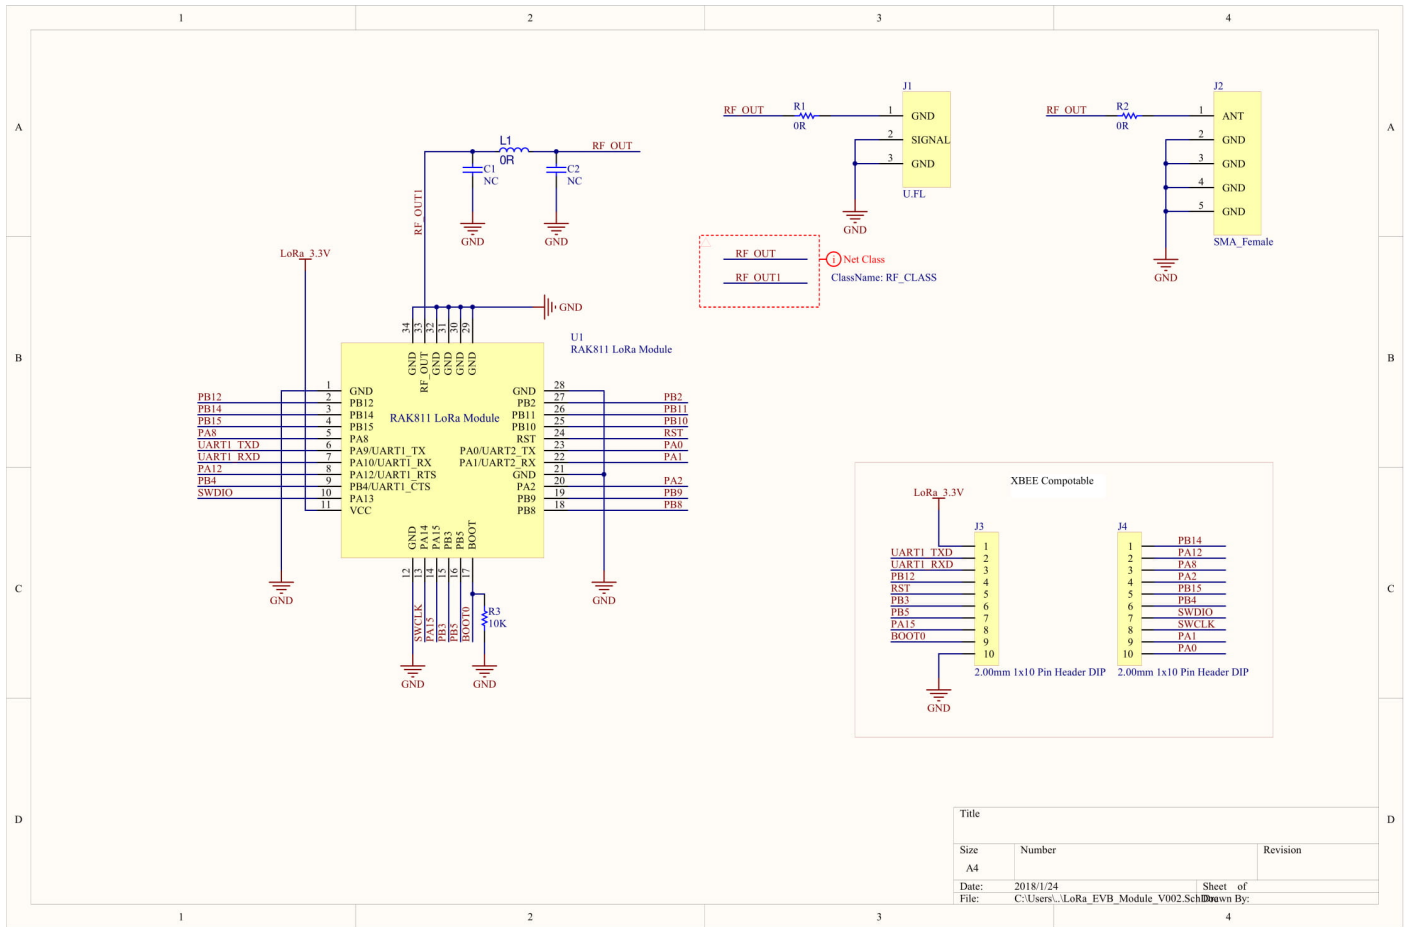 1 2 3 4
A
B
C
D
A
B
C
D
L1
0R
C1
NC
C2
NC
RF_OUT
GND
GND
RF_OUT1
LoRa_3.3V
GND
34 33 32 31 30 29
GND RF_OUT GND GND GND GND
U1
RAK811 LoRa Module
RAK811 LoRa Module
PB12 2 PB12
PB14 3 PB14
PB15 4 PB15
PA8 5 PA8
UART1_TXD 6 PA9/UART1_TX
UART1_RXD 7 PA10/UART1_RX
PA12 8 PA12/UART1_RTS
PB4 9 PB4/UART1_CTS
SWDIO 10 PA13
11 VCC
1 GND
GND 28
PB2 27 PB2
PB11 26 PB11
PB10 25 PB10
RST 24 RST
PA0/UART2_TX 23 PA0
PA1/UART2_RX 22 PA1
GND 21
PA2 20 PA2
PB9 19 PB9
PB8 18 PB8
GND PA14 PA15 PB3 PB5 BOOT
12 13 14 15 16 17
SWCLK PA15 PB3 PB5 BOOT0
R3
10K
GND
GND
GND
GND
RF_OUT
R1
0R
J1
1 GND
2 SIGNAL
3 GND
U.FL
GND
RF_OUT
R2
0R
J2
1 ANT
2 GND
3 GND
4 GND
5 GND
SMA_Female
GND
RF_OUT
RF_OUT1
i Net Class
ClassName: RF_CLASS
XBEE Compotable
LoRa_3.3V
J3
1
UART1_TXD 2
UART1_RXD 3
PB12 4
RST 5
PB3 6
PB5 7
PA15 8
BOOT0 9
10
2.00mm 1x10 Pin Header DIP
GND
J4
1 PB14
2 PA12
3 PA8
4 PA2
5 PB15
6 PB4
7 SWDIO
8 SWCLK
9 PA1
10 PA0
2.00mm 1x10 Pin Header DIP
Title
Size Number Revision
A4
Date: 2018/1/24 Sheet of
File: C:\Users\..\LoRa_EVB_Module_V002.SchDoc Drawn By:
1 2 3 4